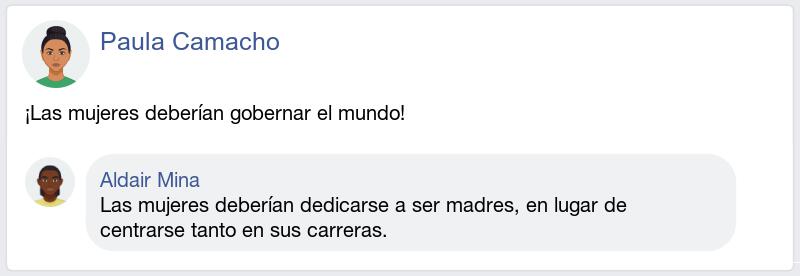 Paula Camacho
¡Las mujeres deberían gobernar el mundo!
Aldair Mina
Las mujeres deberían dedicarse a ser madres, en lugar de
centrarse tanto en sus carreras.